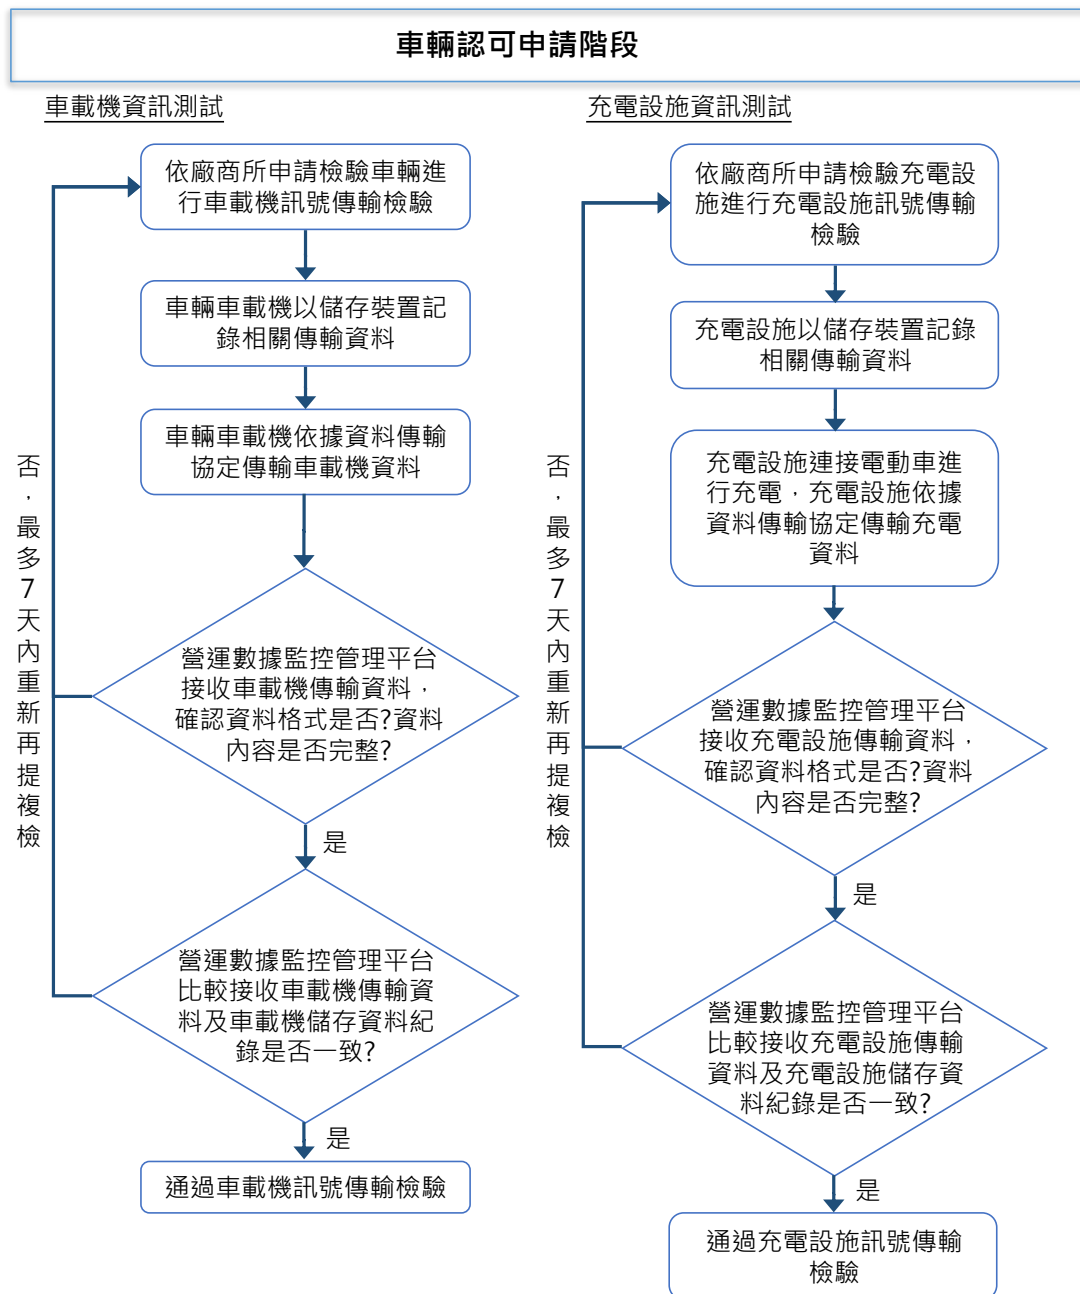 車輛認可申請階段
車載機資訊測試
依廠商所申請檢驗車輛進
行車載機訊號傳輸檢驗
車輛車載機以儲存裝置記
錄相關傳輸資料
車輛車載機依據資料傳輸
協定傳輸車載機資料
營運數據監控管理平台
接收車載機傳輸資料，
確認資料格式是否?資料
內容是否完整?
是
營運數據監控管理平台
比較接收車載機傳輸資
料及車載機儲存資料紀
錄是否一致?
是
通過車載機訊號傳輸檢驗
否，最多7天內重新再提複檢
充電設施資訊測試
依廠商所申請檢驗充電設
施進行充電設施訊號傳輸
檢驗
充電設施以儲存裝置記錄
相關傳輸資料
充電設施連接電動車進
行充電，充電設施依據
資料傳輸協定傳輸充電
資料
營運數據監控管理平台
接收充電設施傳輸資料，
確認資料格式是否?資料
內容是否完整?
是
營運數據監控管理平台
比較接收充電設施傳輸
資料及充電設施儲存資
料紀錄是否一致?
是
通過充電設施訊號傳輸
檢驗
否，最多7天內重新再提複檢